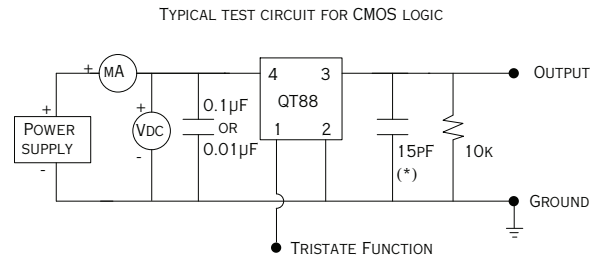 TYPICAL TEST CIRCUIT FOR CMOS LOGIC
+
MA
4
3
OUTPUT
QT88
+
+
0.1µF
POWER
SUPPLY
VDC
OR
0.01µF
1
2
15PF
(*)
10K
-
-
GROUND
TRISTATE FUNCTION